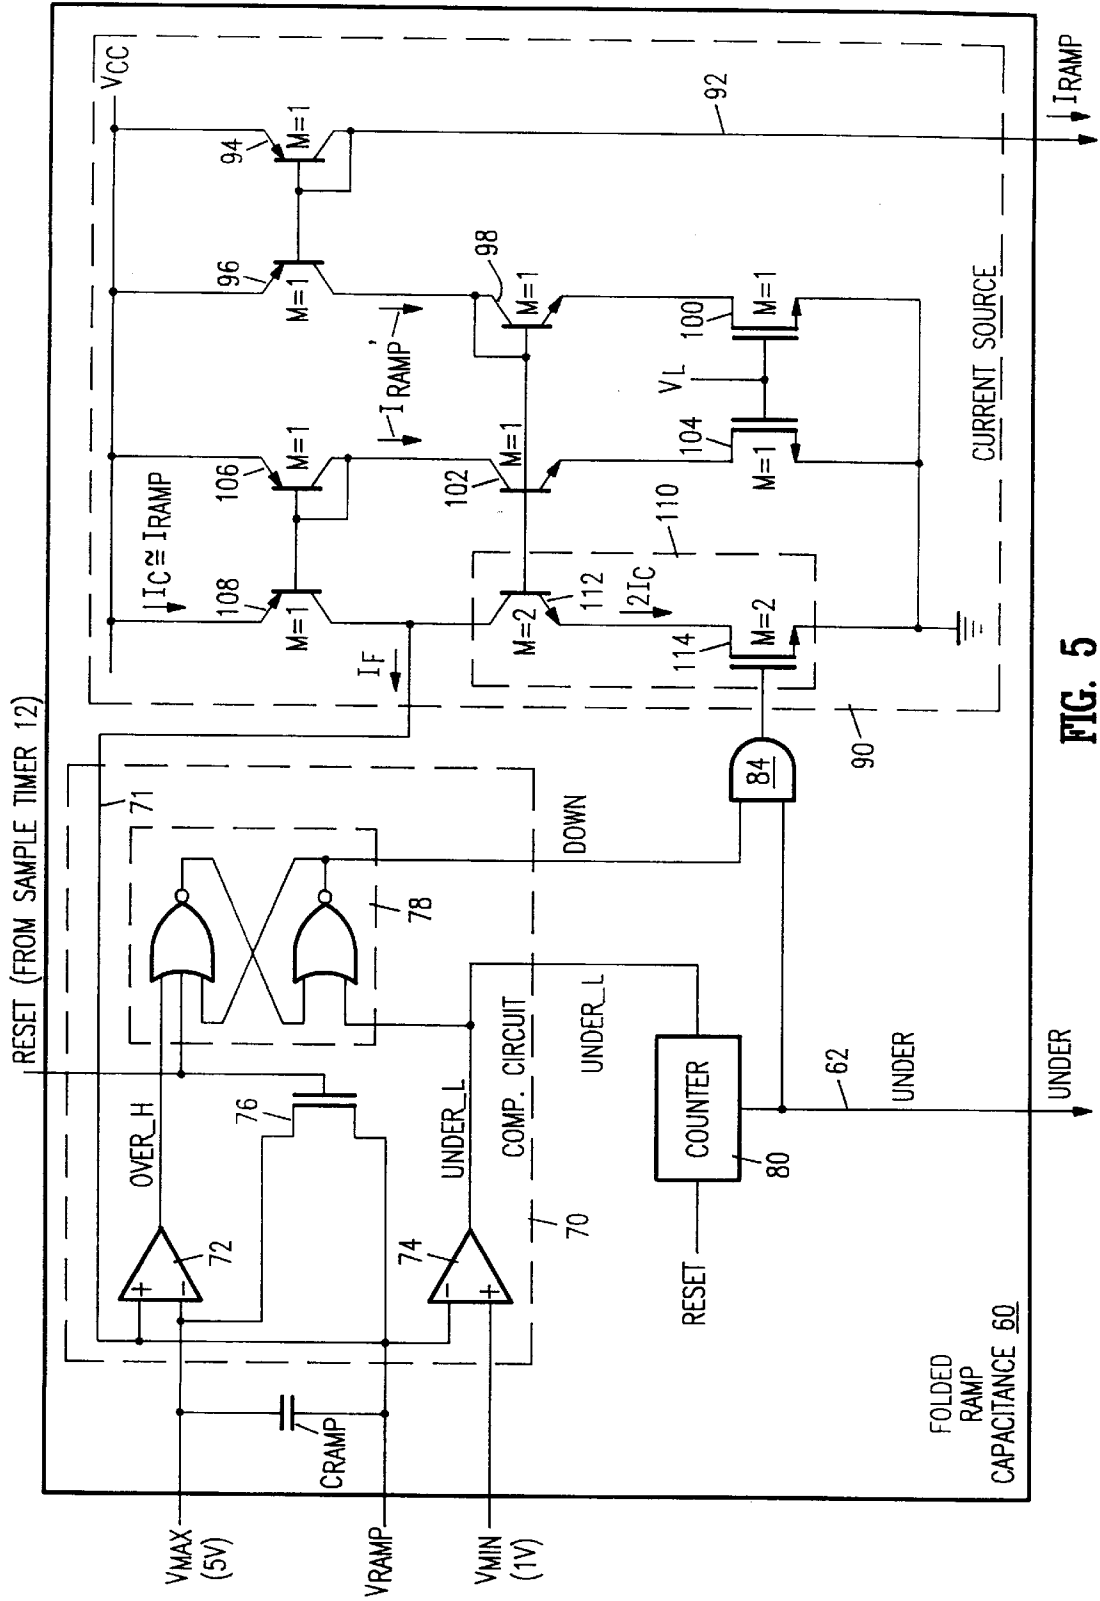 RESET (FROM SAMPLE TIMER 12)
71
VCC
IC ≅ IRAMP
108
M=1
106
M=1
96
M=1
94
M=1
IF
IRAMP'
92
IRAMP
98
M=1
102
M=1
M=2
112
2IC
110
114
M=2
104
M=1
VL
100
M=1
CURRENT SOURCE
90
84
DOWN
78
OVER_H
72
+
−
76
UNDER_L
74
−
+
COMP. CIRCUIT
70
UNDER_L
RESET
COUNTER
80
62
UNDER
UNDER
VMAX
(5V)
CRAMP
VRAMP
VMIN
(1V)
FOLDED
RAMP
CAPACITANCE 60
FIG. 5